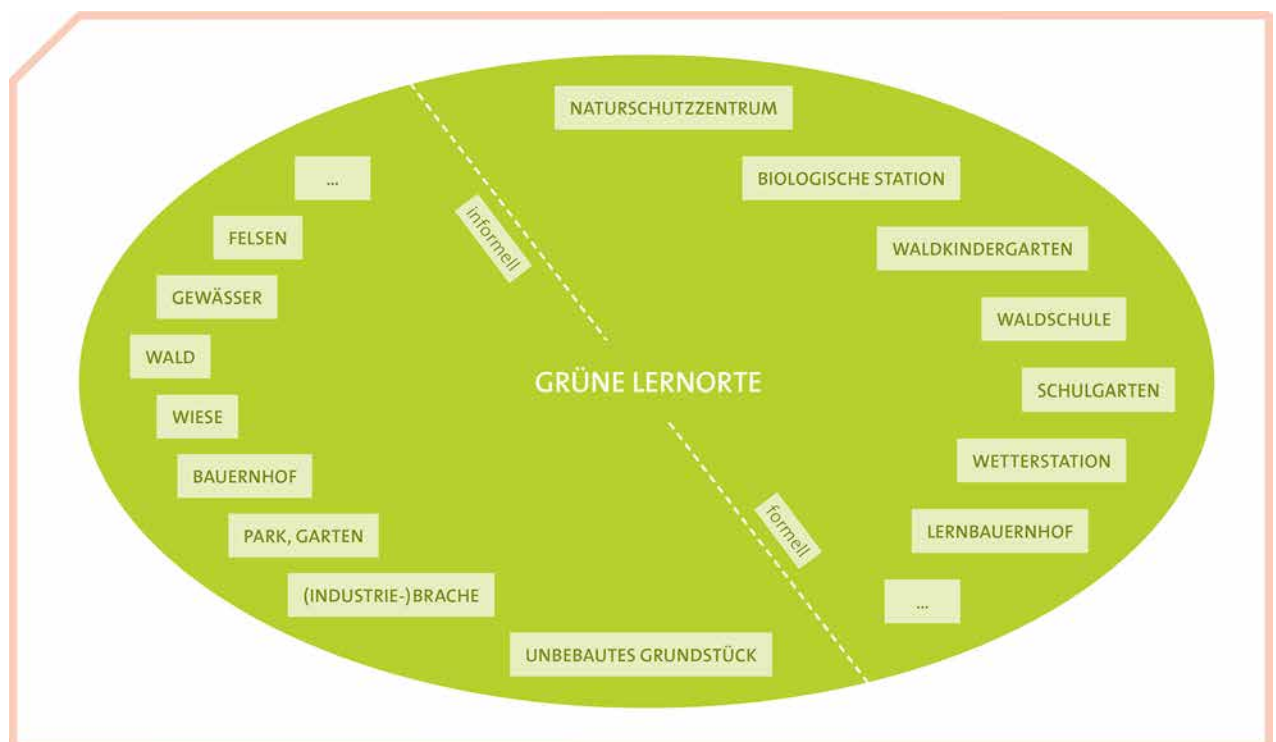 NATURSCHUTZZENTRUM
...
BIOLOGISCHE STATION
informell
FELSEN
WALDKINDERGARTEN
GEWÄSSER
WALDSCHULE
WALD
GRÜNE LERNORTE
SCHULGARTEN
WIESE
WETTERSTATION
BAUERNHOF
formell
LERNBAUERNHOF
PARK, GARTEN
(INDUSTRIE-)BRACHE
...
UNBEBAUTES GRUNDSTÜCK